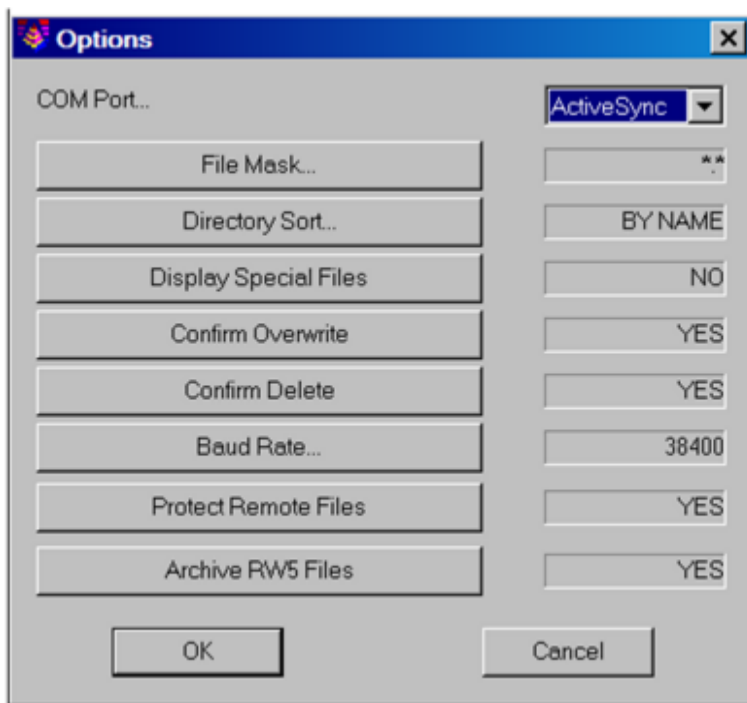 Options
COM Port... ActiveSync
File Mask... *.*
Directory Sort... BY NAME
Display Special Files NO
Confirm Overwrite YES
Confirm Delete YES
Baud Rate... 38400
Protect Remote Files YES
Archive RW5 Files YES
OK Cancel